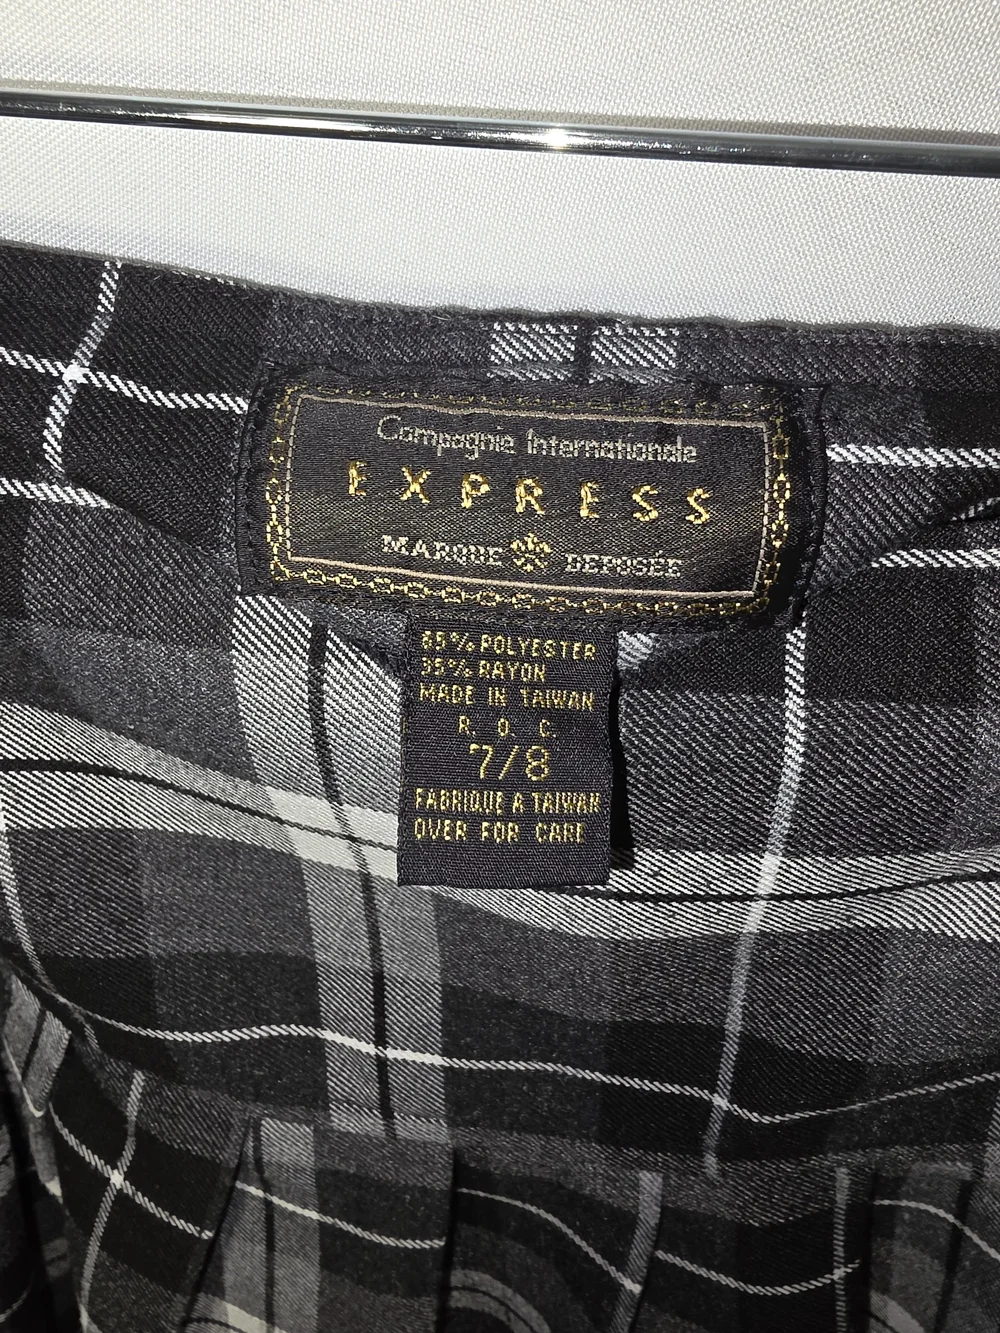 Compagnie Internationale
EXPRESS
MARQUE DEPOSÉE
65% POLYESTER
35% RAYON
MADE IN TAIWAN
R. O C.
7/8
FABRIQUE A TAIWAN
OVER FOR CARE